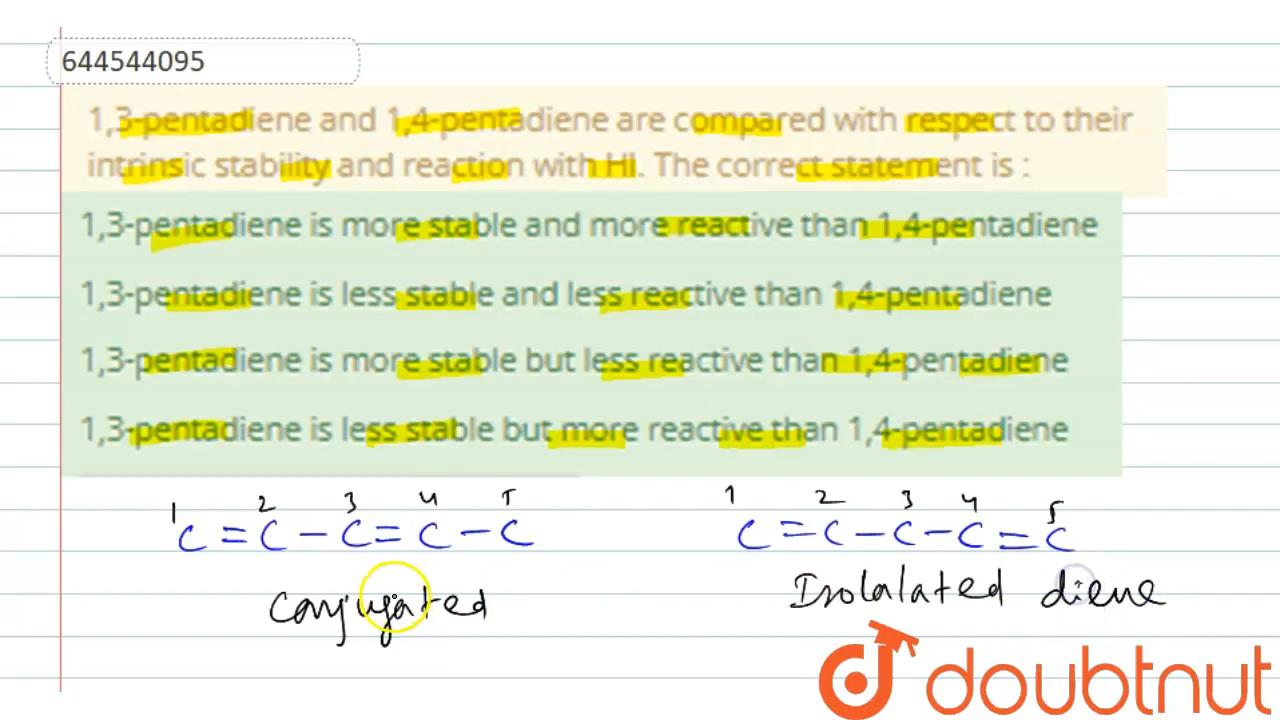 644544095
1,3-pentadiene and 1,4-pentadiene are compared with respect to their
intrinsic stability and reaction with HI. The correct statement is :
1,3-pentadiene is more stable and more reactive than 1,4-pentadiene
1,3-pentadiene is less stable and less reactive than 1,4-pentadiene
1,3-pentadiene is more stable but less reactive than 1,4-pentadiene
1,3-pentadiene is less stable but more reactive than 1,4-pentadiene
1 2 3 4 5 1 2 3 4 5
C = C - C = C - C C = C - C - C = C
Conjugated Isolalated diene
doubtnut